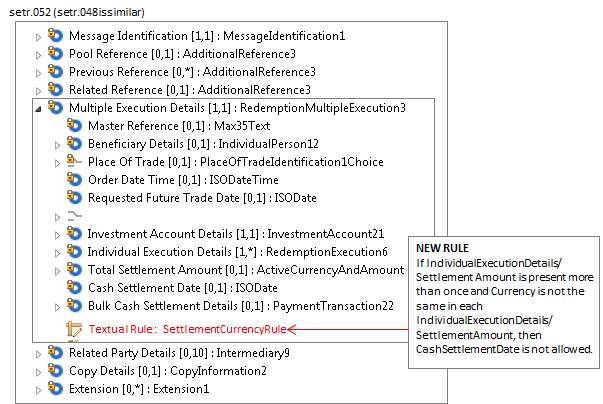 setr.052 (setr.048issimilar)
Message Identification [1,1] : MessageIdentification1
Pool Reference [0,1] : AdditionalReference3
Previous Reference [0,*] : AdditionalReference3
Related Reference [0,1] : AdditionalReference3
Multiple Execution Details [1,1] : RedemptionMultipleExecution3
Master Reference [0,1] : Max35Text
Beneficiary Details [0,1] : IndividualPerson12
Place Of Trade [0,1] : PlaceOfTradeIdentification1Choice
Order Date Time [0,1] : ISODateTime
Requested Future Trade Date [0,1] : ISODate
Investment Account Details [1,1] : InvestmentAccount21
Individual Execution Details [1,*] : RedemptionExecution6
Total Settlement Amount [0,1] : ActiveCurrencyAndAmount
Cash Settlement Date [0,1] : ISODate
Bulk Cash Settlement Details [0,1] : PaymentTransaction22
Textual Rule: SettlementCurrencyRule
Related Party Details [0,10] : Intermediary9
Copy Details [0,1] : CopyInformation2
Extension [0,*] : Extension1
NEW RULE
If IndividualExecutionDetails/
Settlement Amount is present more
than once and Currency is not the
same in each
IndividualExecutionDetails/
SettlementAmount, then
CashSettlementDate is not allowed.